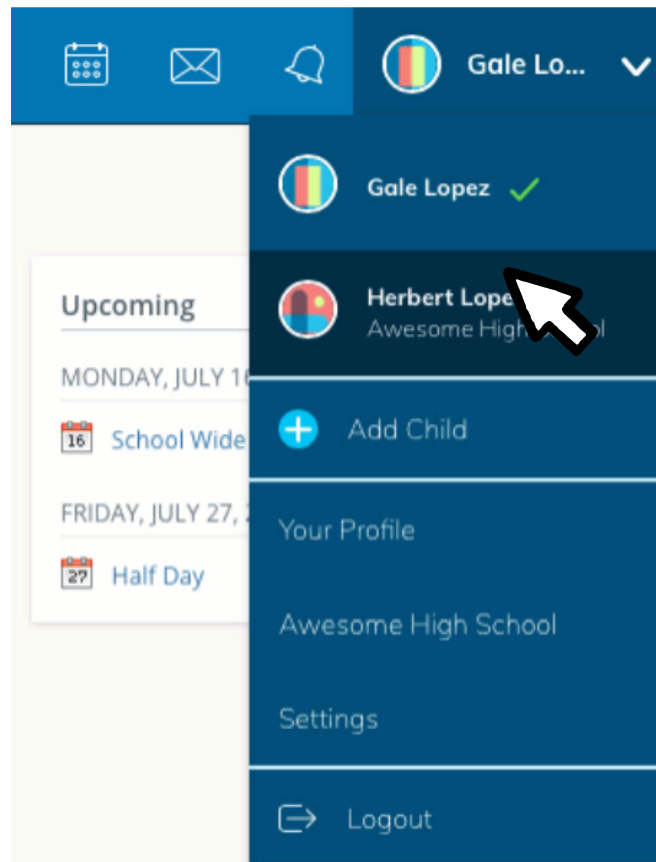 Gale Lo...
Gale Lopez
Herbert Lope
Awesome High
Upcoming
MONDAY, JULY 16
16 School Wide
FRIDAY, JULY 27,
27 Half Day
Add Child
Your Profile
Awesome High School
Settings
Logout